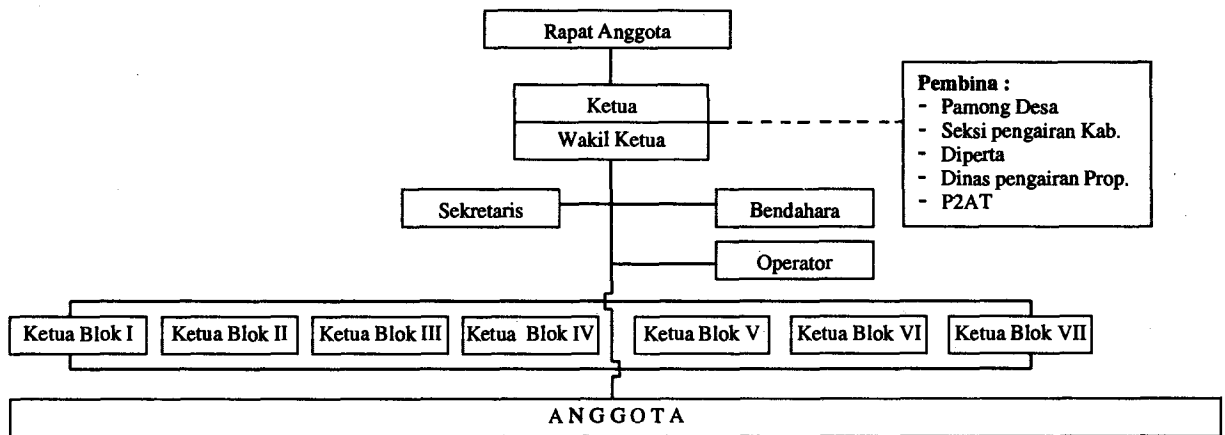 Rapat Anggota
Ketua
Wakil Ketua
Pembina :
- Pamong Desa
- Seksi pengairan Kab.
- Diperta
- Dinas pengairan Prop.
- P2AT
Sekretaris
Bendahara
Operator
Ketua Blok I
Ketua Blok II
Ketua Blok III
Ketua Blok IV
Ketua Blok V
Ketua Blok VI
Ketua Blok VII
ANGGOTA